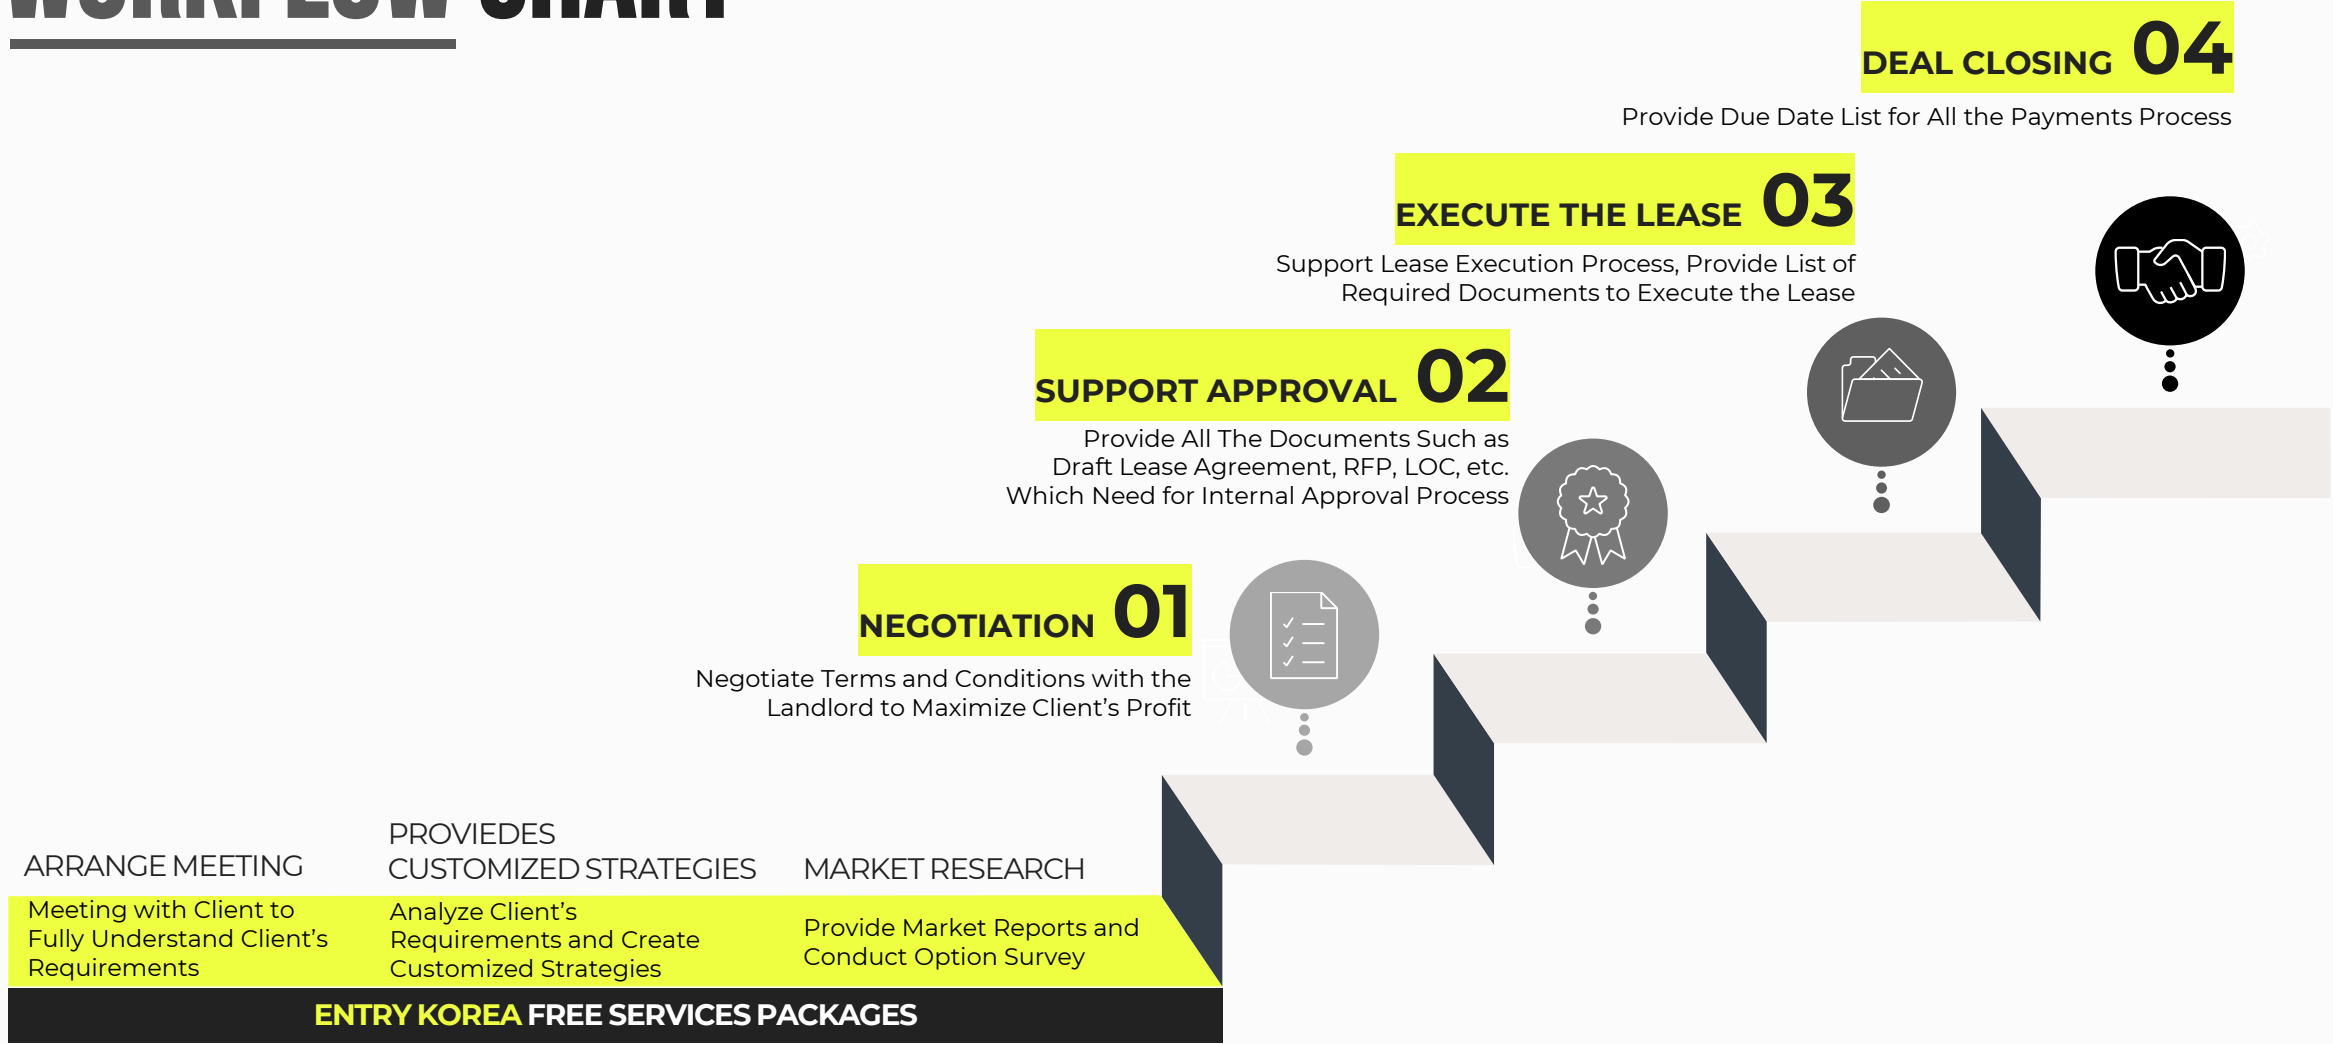 WORKFLOW CHART
DEAL CLOSING 04
Provide Due Date List for All the Payments Process
EXECUTE THE LEASE 03
Support Lease Execution Process, Provide List of
Required Documents to Execute the Lease
SUPPORT APPROVAL 02
Provide All The Documents Such as
Draft Lease Agreement, RFP, LOC, etc.
Which Need for Internal Approval Process
NEGOTIATION 01
Negotiate Terms and Conditions with the
Landlord to Maximize Client’s Profit
ARRANGE MEETING
Meeting with Client to
Fully Understand Client’s
Requirements
PROVIEDES
CUSTOMIZED STRATEGIES
Analyze Client’s
Requirements and Create
Customized Strategies
MARKET RESEARCH
Provide Market Reports and
Conduct Option Survey
ENTRY KOREA FREE SERVICES PACKAGES